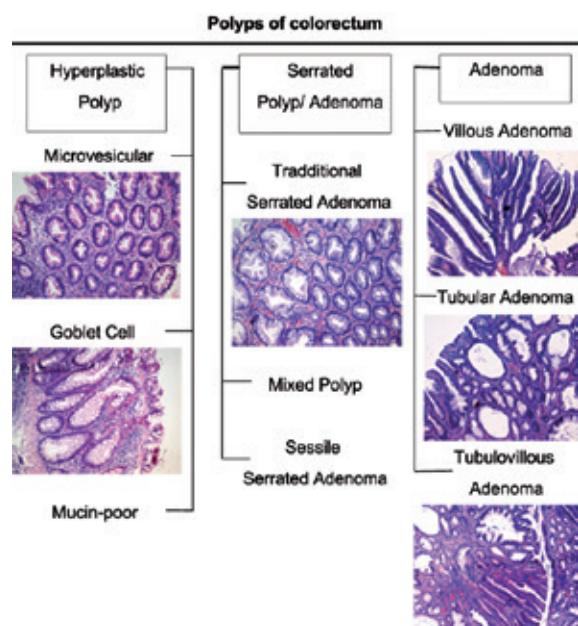 Polyps of colorectum
Hyperplastic
Polyp
Microvesicular
Goblet Cell
Mucin-poor
Serrated
Polyp/ Adenoma
Tradditional
Serrated Adenoma
Mixed Polyp
Sessile
Serrated Adenoma
Adenoma
Villous Adenoma
Tubular Adenoma
Tubulovillous
Adenoma